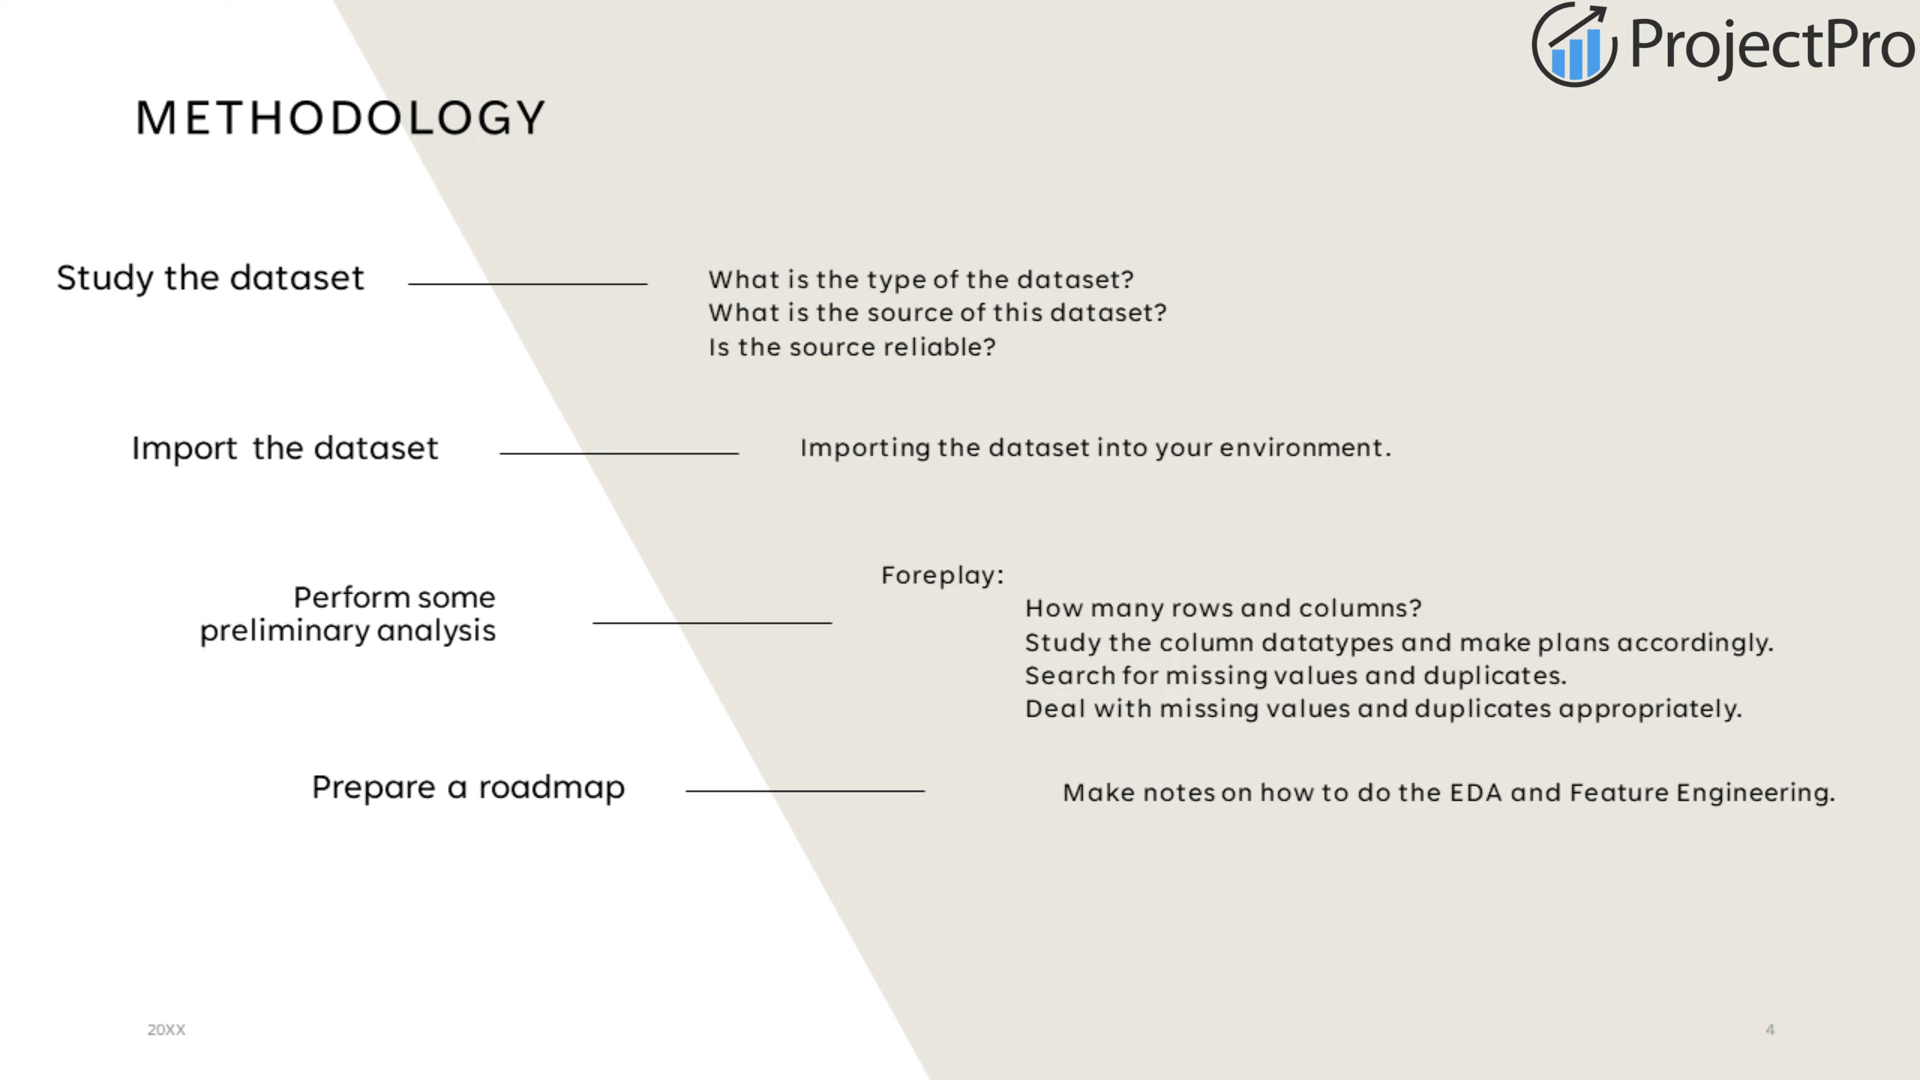 ProjectPro
METHODOLOGY
Study the dataset
What is the type of the dataset?
What is the source of this dataset?
Is the source reliable?
Import the dataset
Importing the dataset into your environment.
Perform some
preliminary analysis
Foreplay:
How many rows and columns?
Study the column datatypes and make plans accordingly.
Search for missing values and duplicates.
Deal with missing values and duplicates appropriately.
Prepare a roadmap
Make notes on how to do the EDA and Feature Engineering.
20XX
4